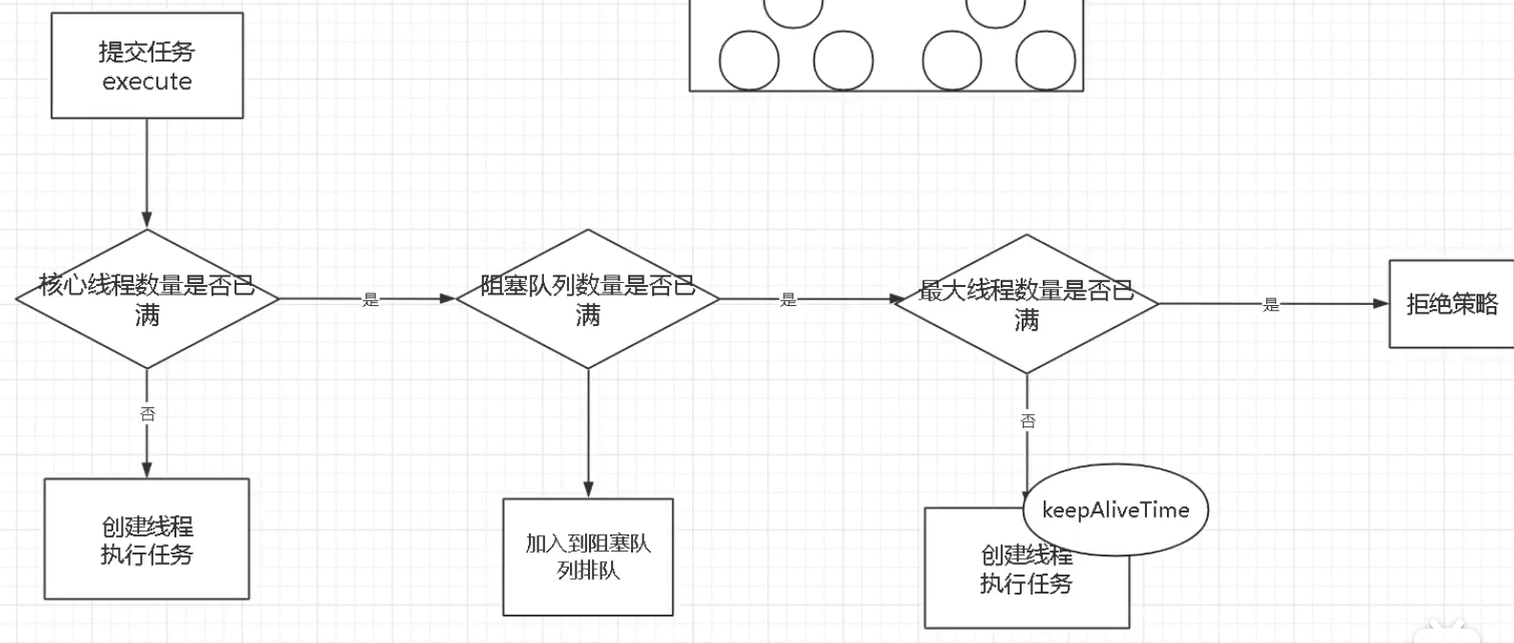 提交任务
execute
核心线程数量是否已
满
是
阻塞队列数量是否已
满
是
最大线程数量是否已
满
是
拒绝策略
否
否
创建线程
执行任务
加入到阻塞队
列排队
keepAliveTime
创建线程
执行任务